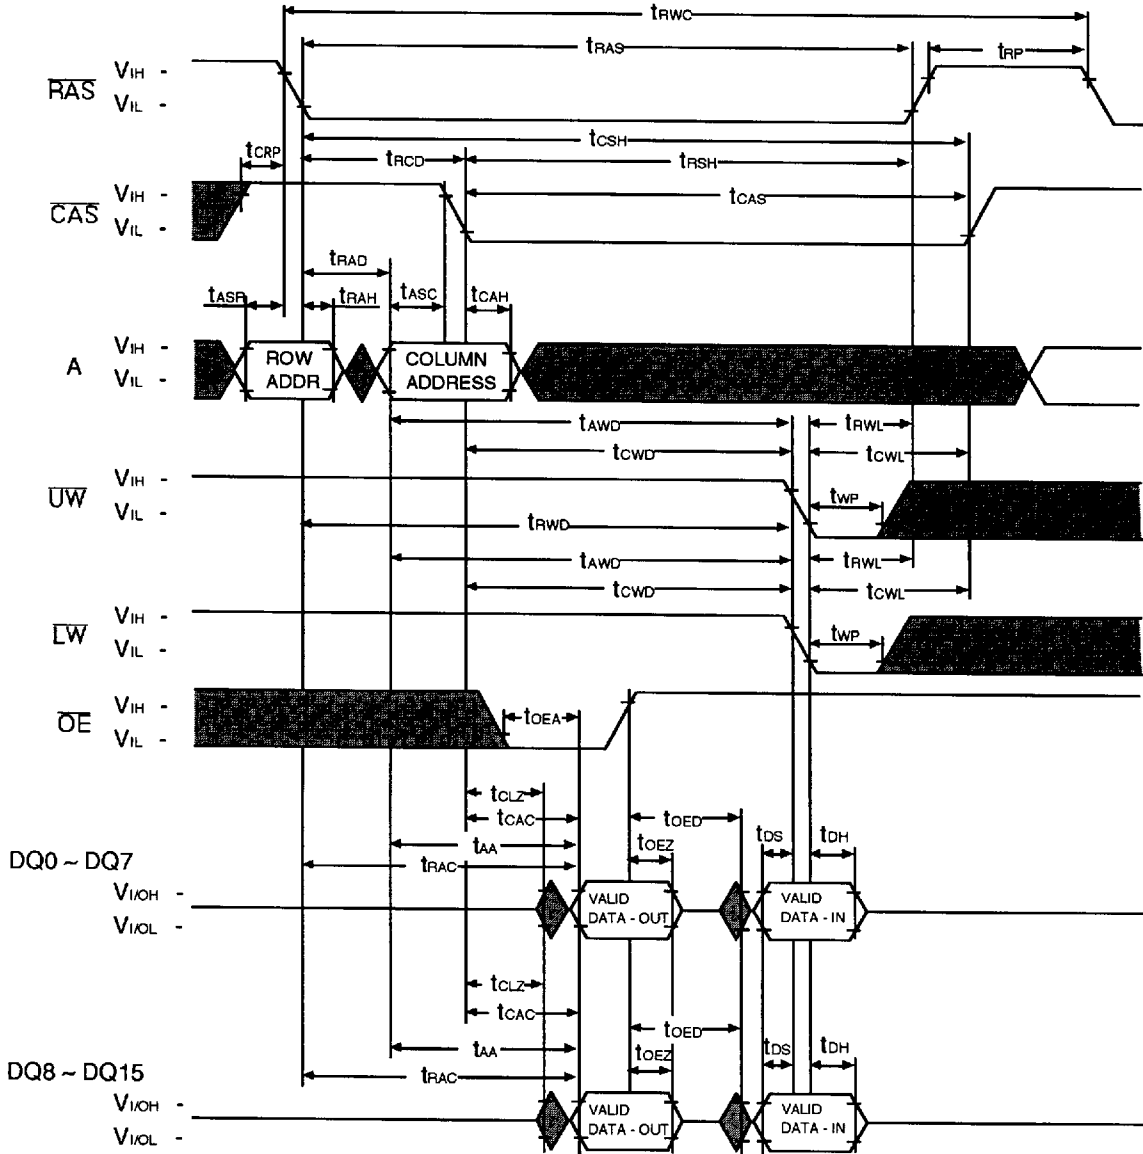 tRWC
tRAS
tRP
RAS
VIH -
VIL -
tCSH
tCRP
tRCD
tRSH
CAS
VIH -
VIL -
tCAS
tRAD
tASR
tRAH
tASC
tCAH
A
VIH -
VIL -
ROW
ADDR
COLUMN
ADDRESS
tAWD
tRWL
tCWD
tCWL
UW
VIH -
VIL -
tWP
tRWD
tAWD
tRWL
tCWD
tCWL
LW
VIH -
VIL -
tWP
OE
VIH -
VIL -
tOEA
tCLZ
tCAC
tOED
tAA
tOEZ
tDS
tDH
DQ0 ~ DQ7
tRAC
VI/OH -
VI/OL -
VALID
DATA - OUT
VALID
DATA - IN
tCLZ
tCAC
tOED
tAA
tOEZ
tDS
tDH
DQ8 ~ DQ15
tRAC
VI/OH -
VI/OL -
VALID
DATA - OUT
VALID
DATA - IN